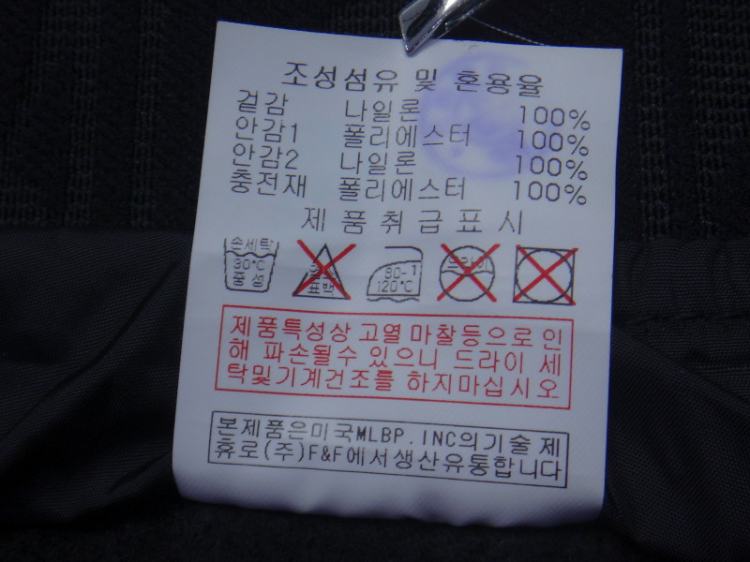 조성섬유 및 혼용율
겉감 나일론 100%
안감1 폴리에스터 100%
안감2 나일론 100%
충전재 폴리에스터 100%
제품취급표시
손세탁 30℃ 중성
표백
80-120℃
드라이
제품특성상 고열 마찰등으로 인
해 파손될수 있으니 드라이 세
탁및기계건조를 하지마십시오
본제품은미국MLBP.INC의기술제
휴로(주)F&F에서생산유통합니다